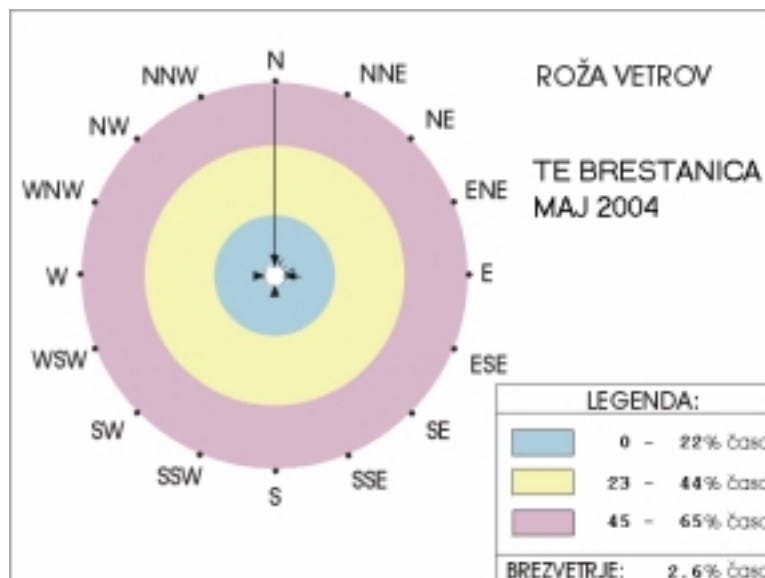 ROŽA VETROV
TE BRESTANICA
MAJ 2004
N
NNE
NE
ENE
E
ESE
SE
SSE
S
SSW
SW
WSW
W
WNW
NW
NNW
LEGENDA:
0 - 22% časa
23 - 44% časa
45 - 65% časa
BREZVETRJE: 2.6% časa